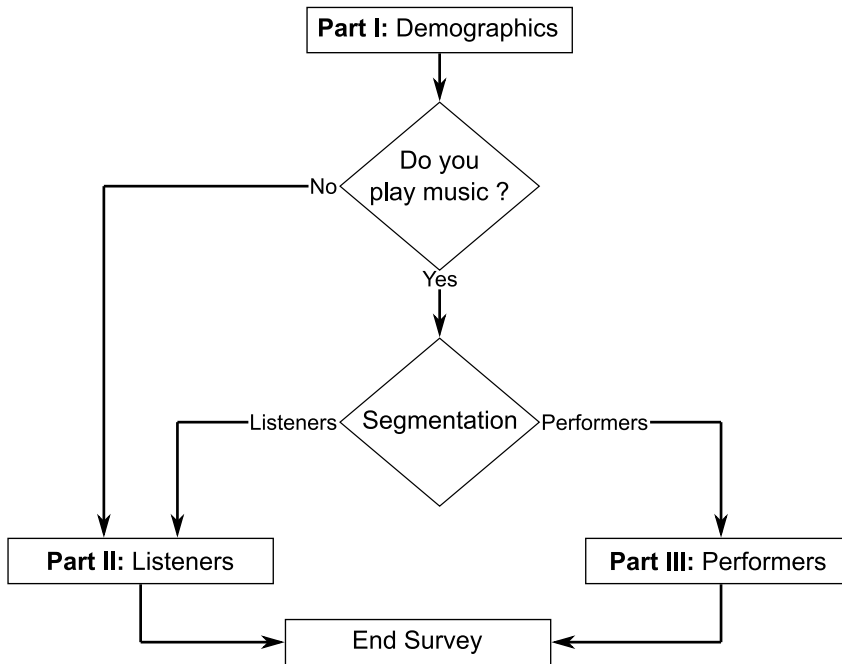 Part I: Demographics
Do you
play music ?
No
Yes
Listeners
Segmentation
Performers
Part II: Listeners
Part III: Performers
End Survey